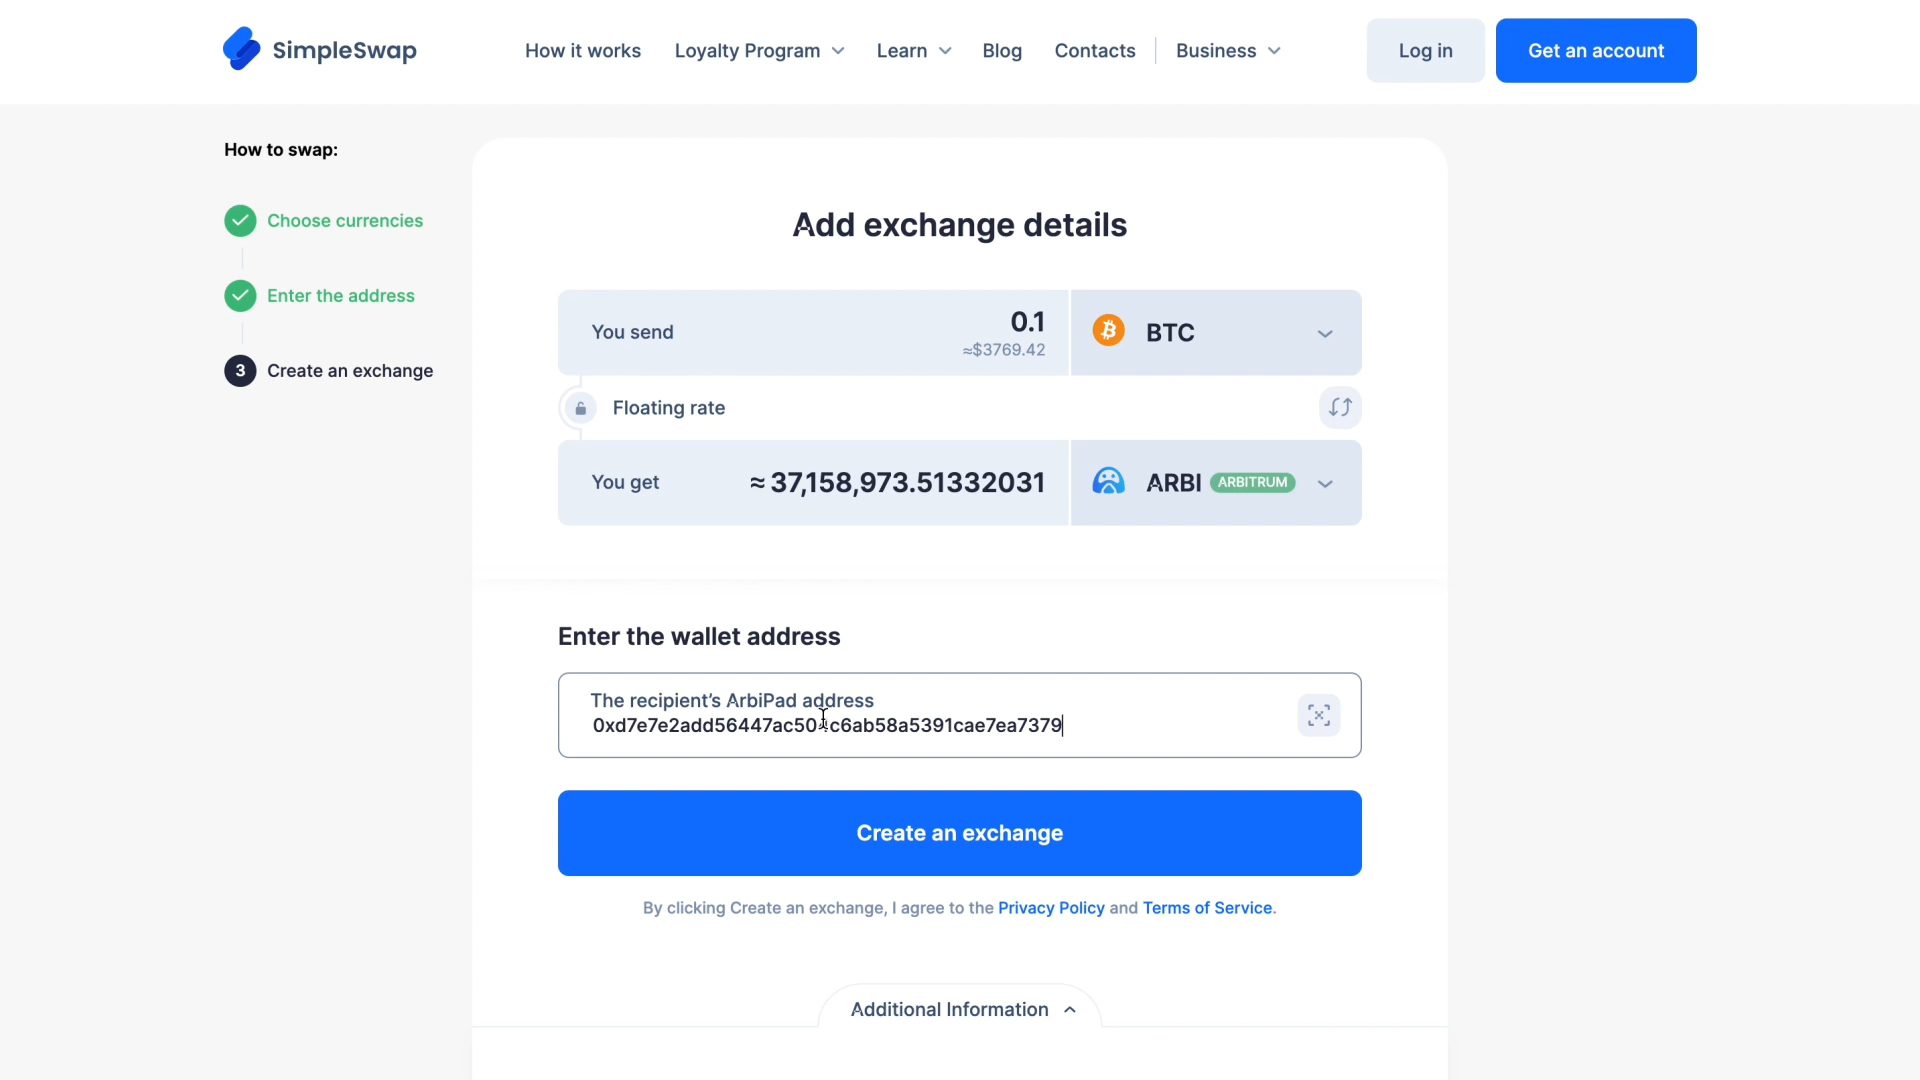 SimpleSwap
How it works
Loyalty Program
Learn
Blog
Contacts
Business
Log in
Get an account
How to swap:
Choose currencies
Enter the address
3 Create an exchange
Add exchange details
You send
0.1
≈$3769.42
BTC
Floating rate
You get
≈ 37,158,973.51332031
ARBI ARBITRUM
Enter the wallet address
The recipient's ArbiPad address
Create an exchange
By clicking Create an exchange, I agree to the Privacy Policy and Terms of Service.
Additional Information